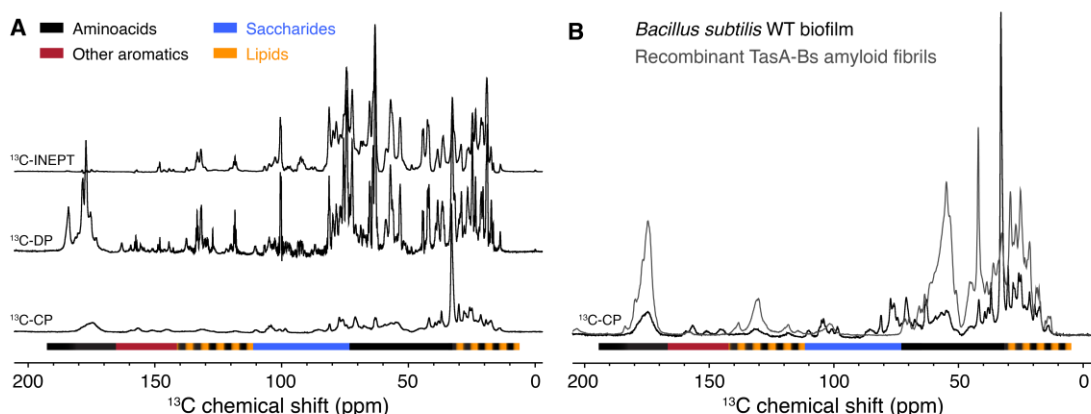 A
Aminoacids
Saccharides
Other aromatics
Lipids
¹³C-INEPT
¹³C-DP
¹³C-CP
200
150
100
50
0
¹³C chemical shift (ppm)
B
Bacillus subtilis WT biofilm
Recombinant TasA-Bs amyloid fibrils
¹³C-CP
200
150
100
50
0
¹³C chemical shift (ppm)